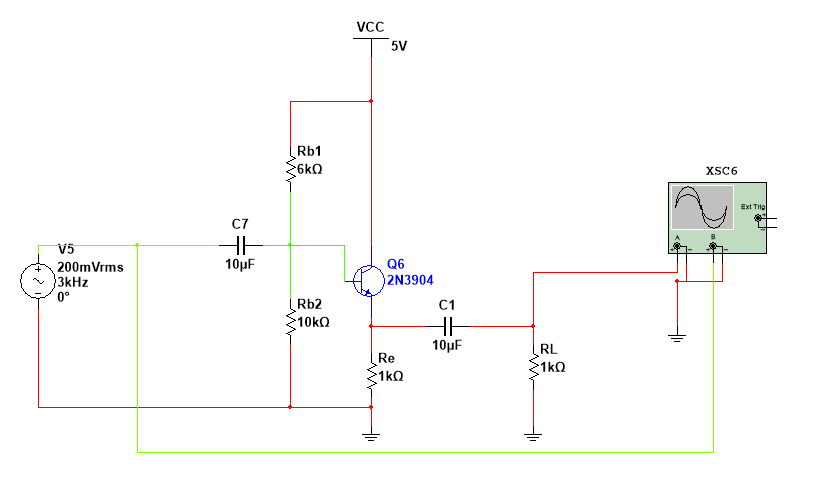 VCC
5V
Rb1
6kΩ
XSC6
Ext Trig
+
−
A
B
+ − + −
C7
10µF
V5
200mVrms
3kHz
0°
+
−
Q6
2N3904
Rb2
10kΩ
C1
10µF
Re
1kΩ
RL
1kΩ